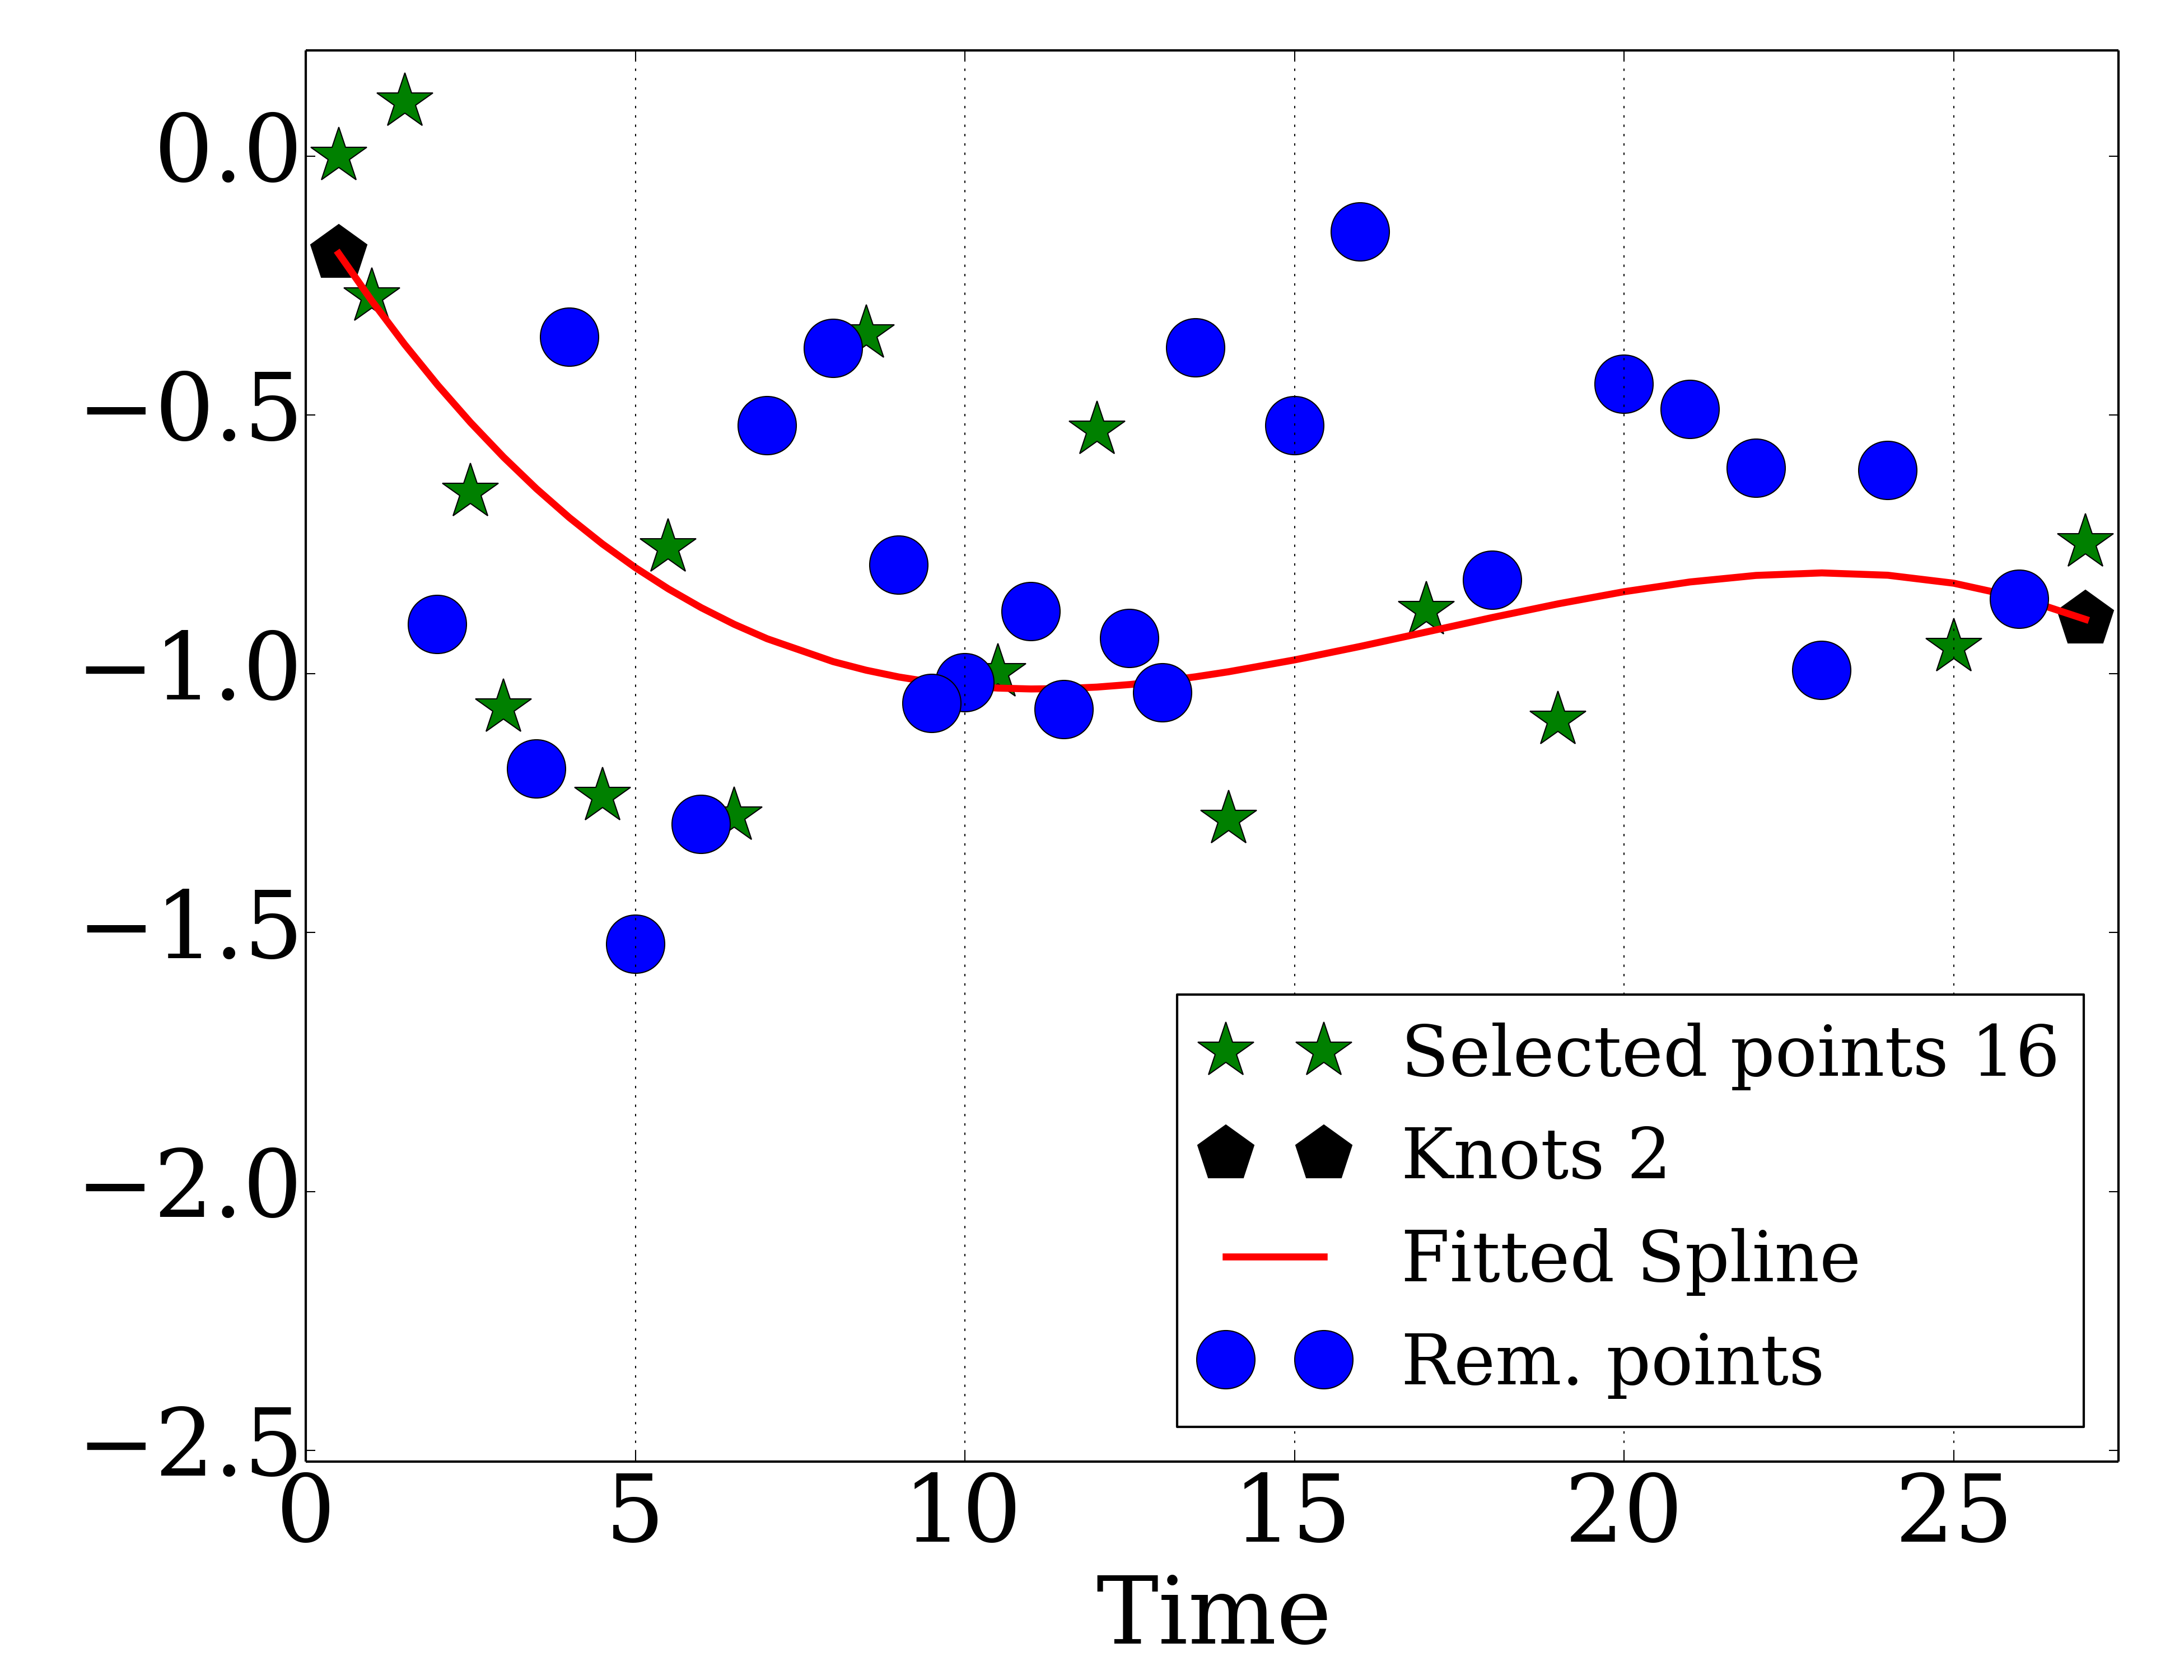 0.0
−0.5
−1.0
−1.5
−2.0
−2.5
Selected points 16
Knots 2
Fitted Spline
Rem. points
0 5 10 15 20 25
Time